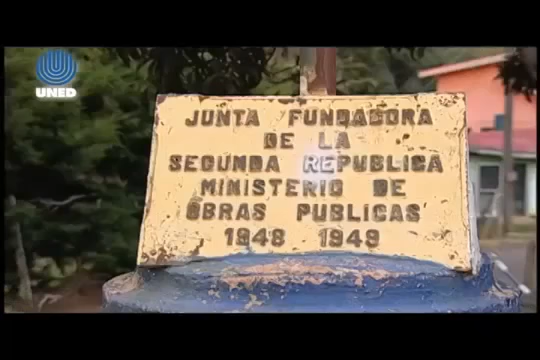 UNED
JUNTA FUNDADORA
DE LA
SEGUNDA REPUBLICA
MINISTERIO DE
OBRAS PUBLICAS
1948 1949